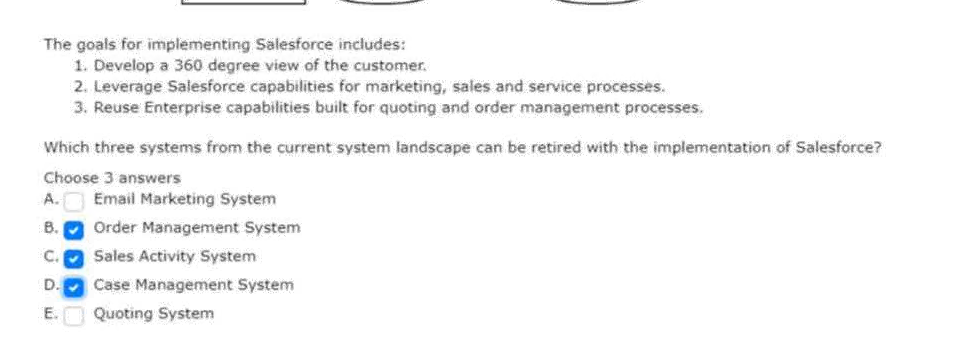 The goals for implementing Salesforce includes:
1. Develop a 360 degree view of the customer.
2. Leverage Salesforce capabilities for marketing, sales and service processes.
3. Reuse Enterprise capabilities built for quoting and order management processes.
Which three systems from the current system landscape can be retired with the implementation of Salesforce?
Choose 3 answers
A. Email Marketing System
B. Order Management System
C. Sales Activity System
D. Case Management System
E. Quoting System